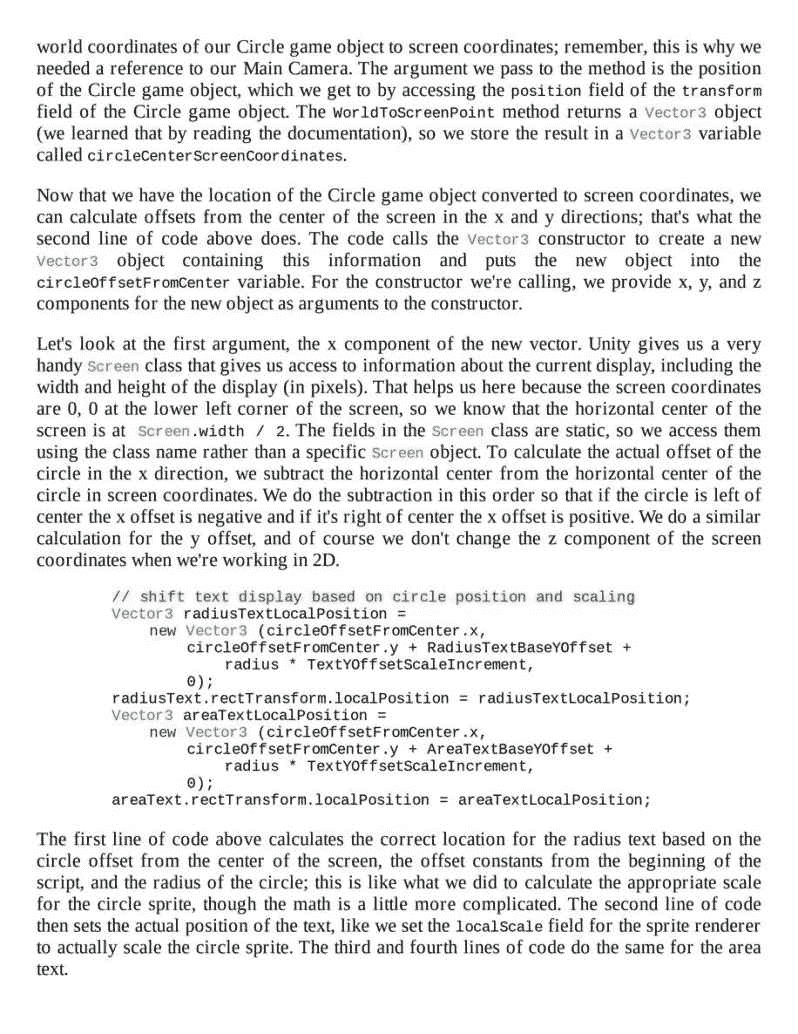 world coordinates of our Circle game object to screen coordinates; remember, this is why we
needed a reference to our Main Camera. The argument we pass to the method is the position
of the Circle game object, which we get to by accessing the position field of the transform
field of the Circle game object. The WorldToScreenPoint method returns a Vector3 object
(we learned that by reading the documentation), so we store the result in a Vector3 variable
called circleCenterScreenCoordinates.
Now that we have the location of the Circle game object converted to screen coordinates, we
can calculate offsets from the center of the screen in the x and y directions; that's what the
second line of code above does. The code calls the Vector3 constructor to create a new
Vector3 object containing this information and puts the new object into the
circleOffsetFromCenter variable. For the constructor we're calling, we provide x, y, and z
components for the new object as arguments to the constructor.
Let's look at the first argument, the x component of the new vector. Unity gives us a very
handy Screen class that gives us access to information about the current display, including the
width and height of the display (in pixels). That helps us here because the screen coordinates
are 0, 0 at the lower left corner of the screen, so we know that the horizontal center of the
screen is at Screen.width / 2. The fields in the Screen class are static, so we access them
using the class name rather than a specific Screen object. To calculate the actual offset of the
circle in the x direction, we subtract the horizontal center from the horizontal center of the
circle in screen coordinates. We do the subtraction in this order so that if the circle is left of
center the x offset is negative and if it's right of center the x offset is positive. We do a similar
calculation for the y offset, and of course we don't change the z component of the screen
coordinates when we're working in 2D.
// shift text display based on circle position and scaling
Vector3 radiusTextLocalPosition =
new Vector3 (circleOffsetFromCenter.x,
circleOffsetFromCenter.y + RadiusTextBaseYOffset +
radius * TextYOffsetScaleIncrement,
0);
radiusText.rectTransform.localPosition = radiusTextLocalPosition;
Vector3 areaTextLocalPosition =
new Vector3 (circleOffsetFromCenter.x,
circleOffsetFromCenter.y + AreaTextBaseYOffset +
radius * TextYOffsetScaleIncrement,
0);
areaText.rectTransform.localPosition = areaTextLocalPosition;
The first line of code above calculates the correct location for the radius text based on the
circle offset from the center of the screen, the offset constants from the beginning of the
script, and the radius of the circle; this is like what we did to calculate the appropriate scale
for the circle sprite, though the math is a little more complicated. The second line of code
then sets the actual position of the text, like we set the localScale field for the sprite renderer
to actually scale the circle sprite. The third and fourth lines of code do the same for the area
text.